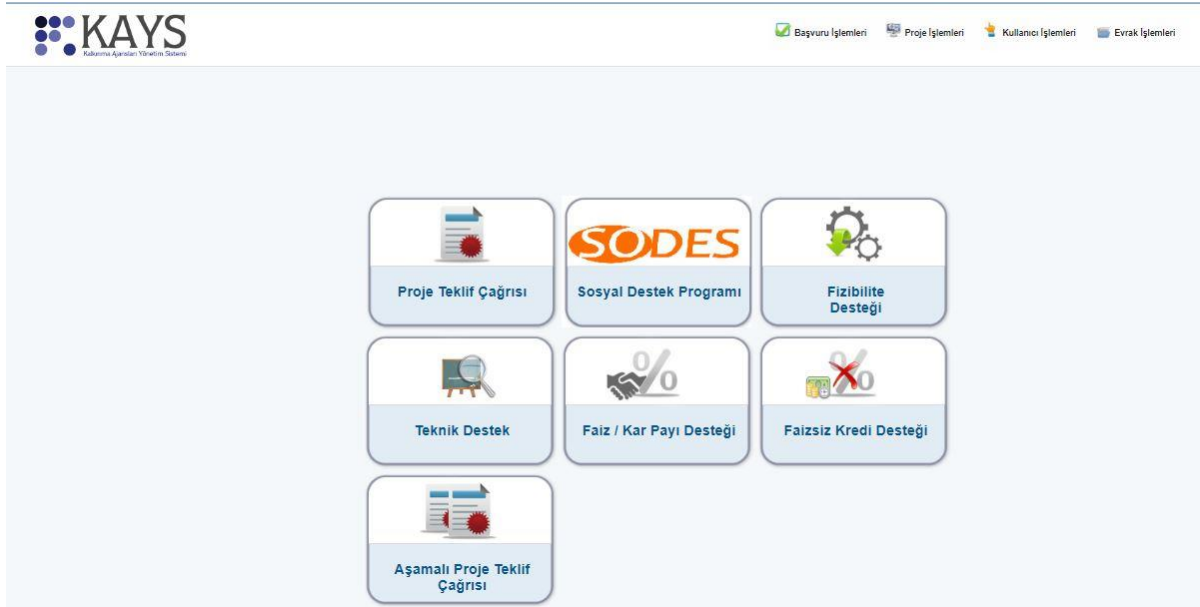 KAYS
Kalkınma Ajansları Yönetim Sistemi
Başvuru İşlemleri
Proje İşlemleri
Kullanıcı İşlemleri
Evrak İşlemleri
Proje Teklif Çağrısı
SODES
Sosyal Destek Programı
Fizibilite
Desteği
Teknik Destek
% 
Faiz / Kar Payı Desteği
%
Faizsiz Kredi Desteği
Aşamalı Proje Teklif
Çağrısı